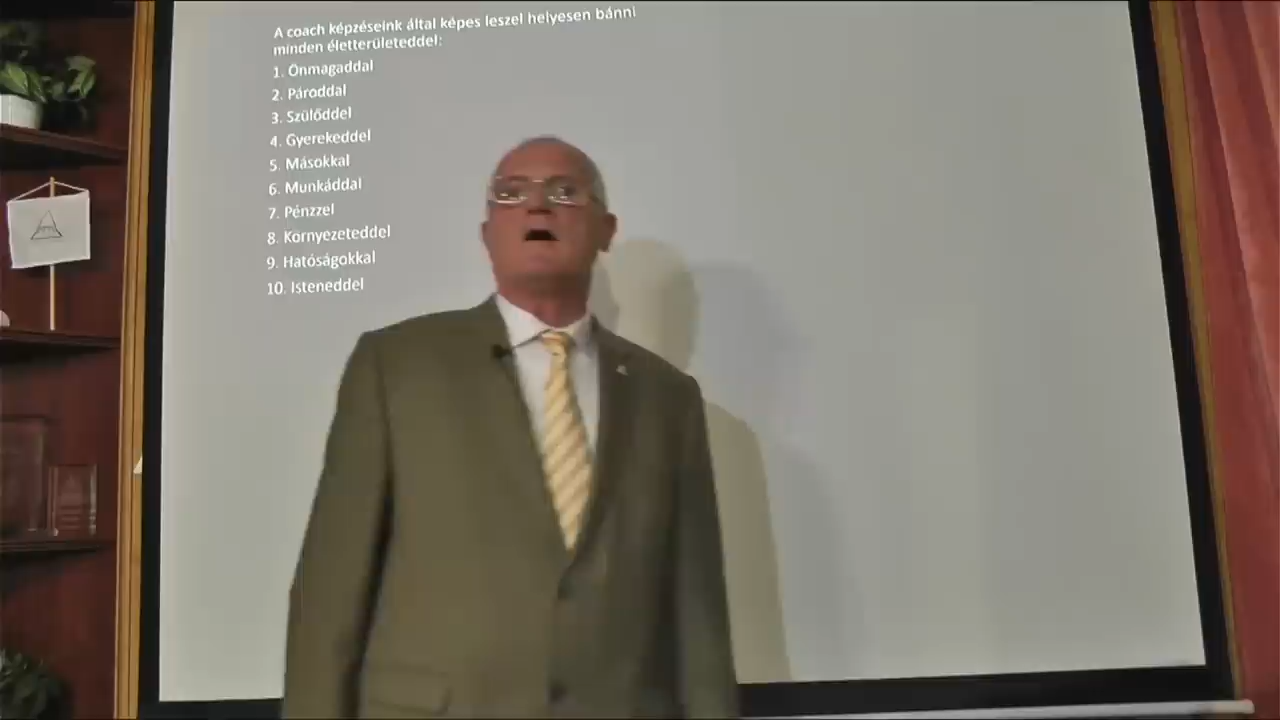 A coach képzéseink által képes leszel helyesen bánni
minden életterületeddel:
1. Önmagaddal
2. Pároddal
3. Szülőddel
4. Gyerekeddel
5. Másokkal
6. Munkáddal
7. Pénzzel
8. Környezeteddel
9. Hatóságokkal
10. Isteneddel